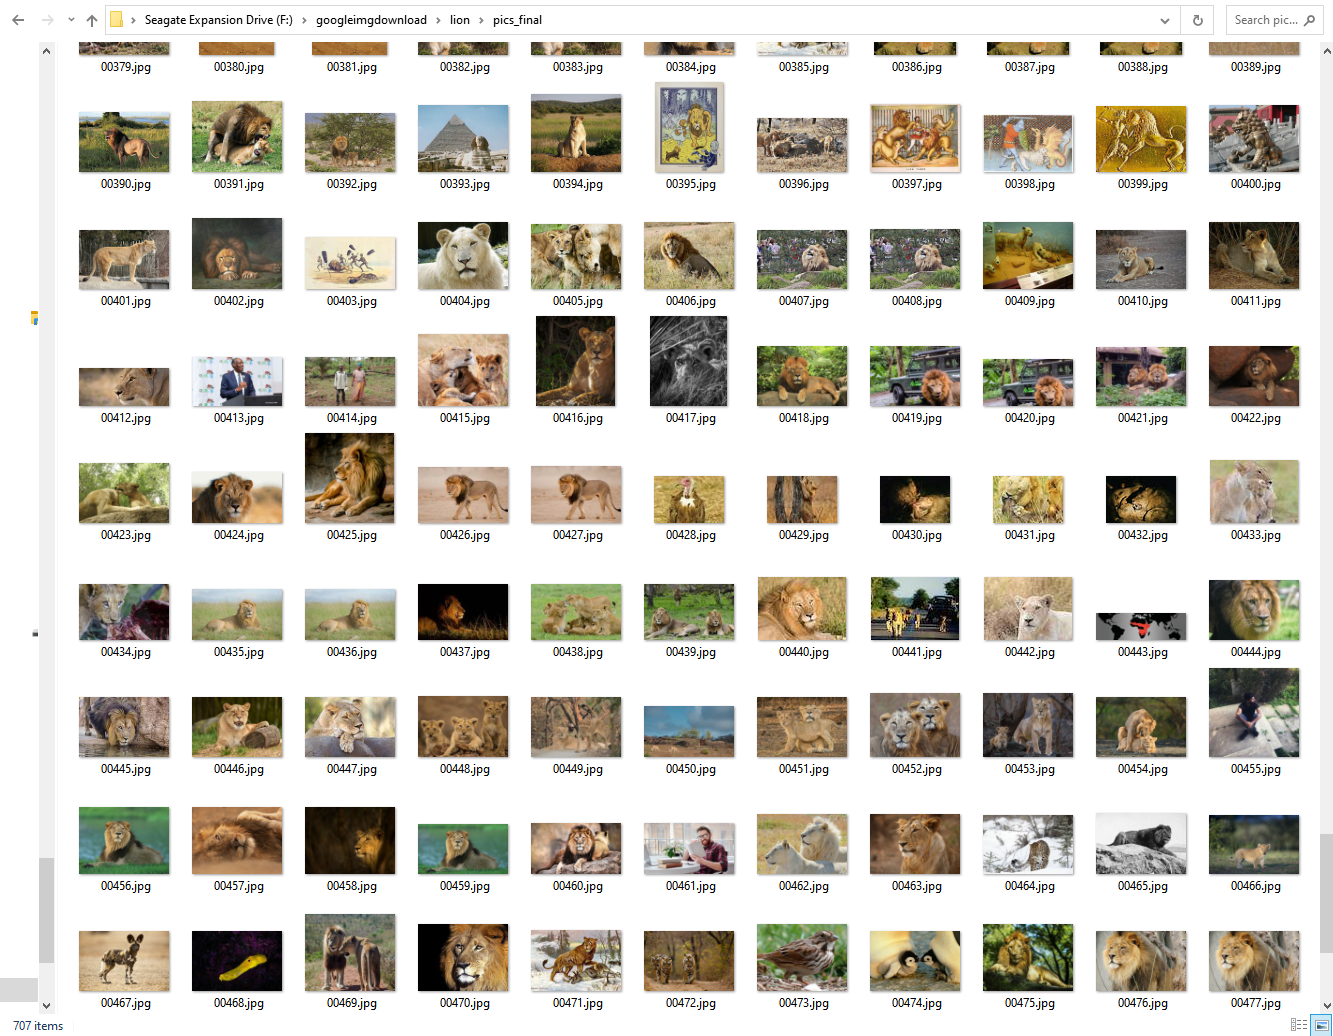 Seagate Expansion Drive (F:) > googleimgdownload > lion > pics_final
Search pic...
00379.jpg 00380.jpg 00381.jpg 00382.jpg 00383.jpg 00384.jpg 00385.jpg 00386.jpg 00387.jpg 00388.jpg 00389.jpg
00390.jpg 00391.jpg 00392.jpg 00393.jpg 00394.jpg 00395.jpg 00396.jpg 00397.jpg 00398.jpg 00399.jpg 00400.jpg
00401.jpg 00402.jpg 00403.jpg 00404.jpg 00405.jpg 00406.jpg 00407.jpg 00408.jpg 00409.jpg 00410.jpg 00411.jpg
00412.jpg 00413.jpg 00414.jpg 00415.jpg 00416.jpg 00417.jpg 00418.jpg 00419.jpg 00420.jpg 00421.jpg 00422.jpg
00423.jpg 00424.jpg 00425.jpg 00426.jpg 00427.jpg 00428.jpg 00429.jpg 00430.jpg 00431.jpg 00432.jpg 00433.jpg
00434.jpg 00435.jpg 00436.jpg 00437.jpg 00438.jpg 00439.jpg 00440.jpg 00441.jpg 00442.jpg 00443.jpg 00444.jpg
00445.jpg 00446.jpg 00447.jpg 00448.jpg 00449.jpg 00450.jpg 00451.jpg 00452.jpg 00453.jpg 00454.jpg 00455.jpg
00456.jpg 00457.jpg 00458.jpg 00459.jpg 00460.jpg 00461.jpg 00462.jpg 00463.jpg 00464.jpg 00465.jpg 00466.jpg
00467.jpg 00468.jpg 00469.jpg 00470.jpg 00471.jpg 00472.jpg 00473.jpg 00474.jpg 00475.jpg 00476.jpg 00477.jpg
707 items